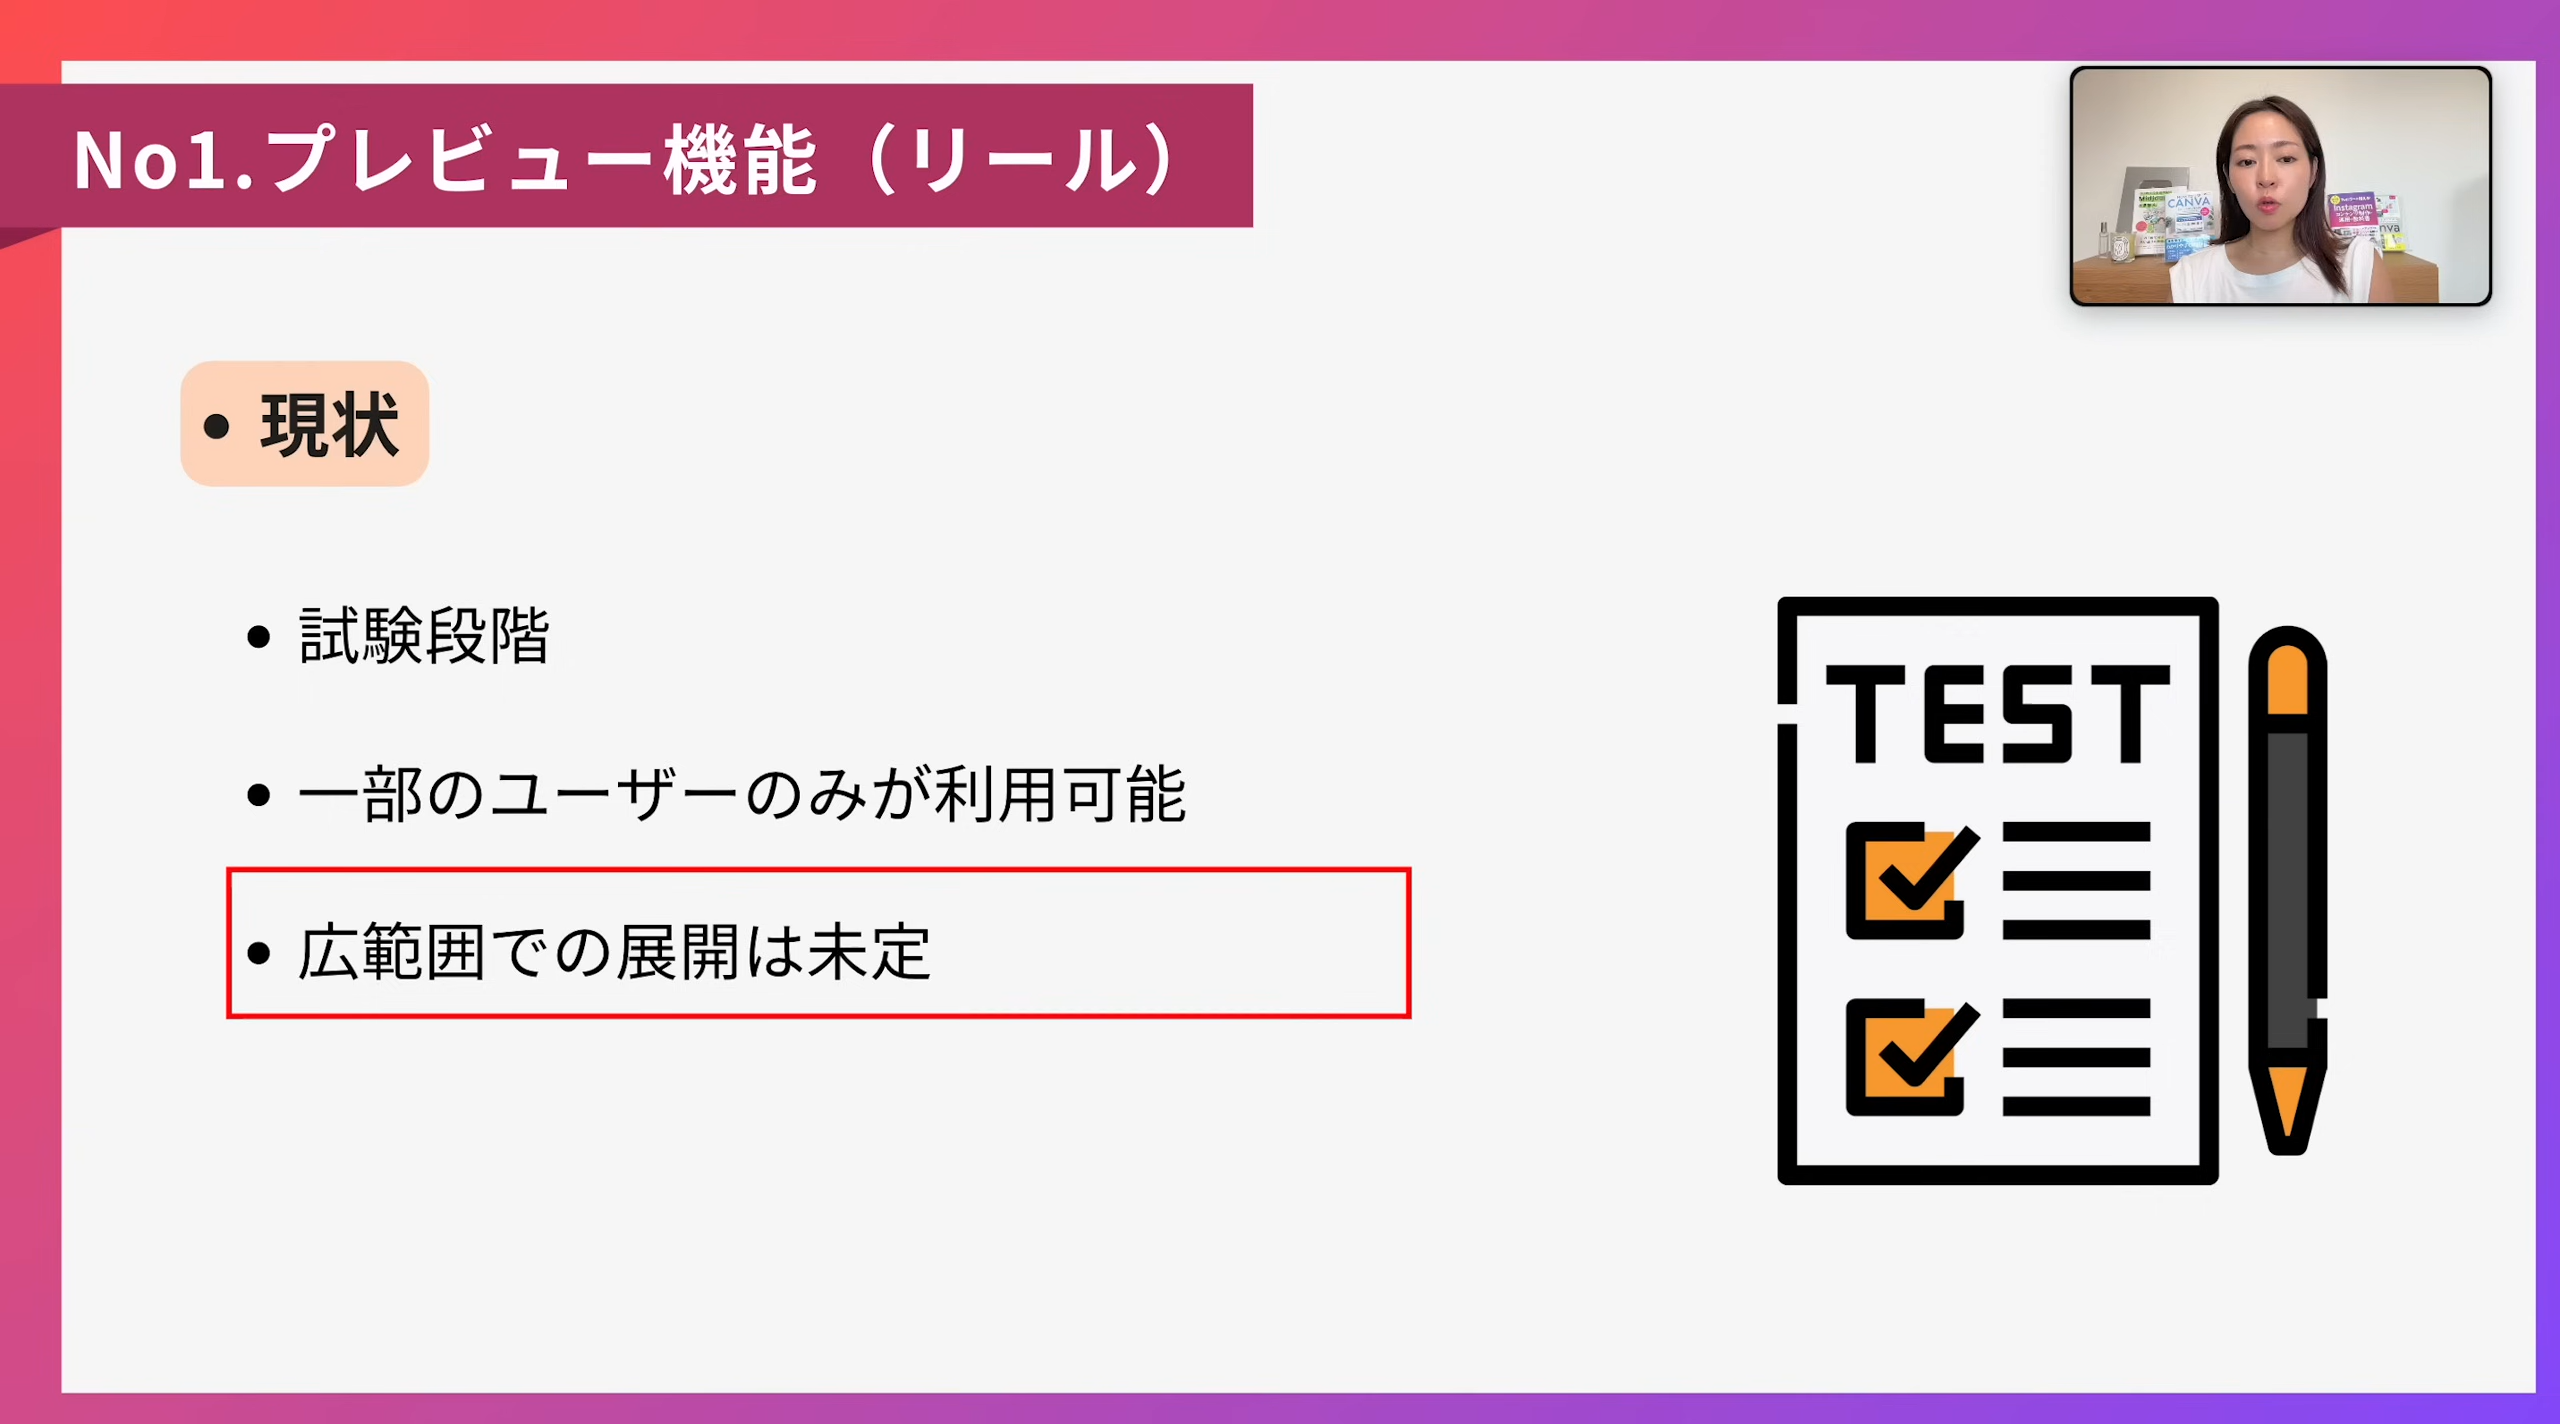 No1.プレビュー機能（リール）
現状
試験段階
一部のユーザーのみが利用可能
広範囲での展開は未定
TEST
CANVA
Instagram